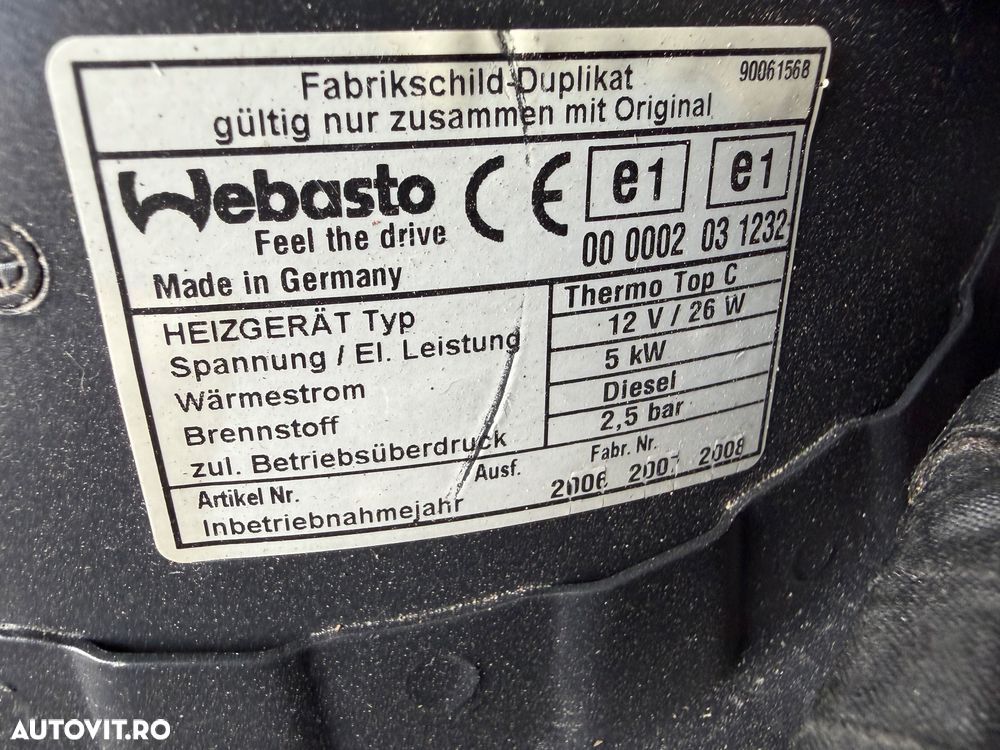 Fabrikschild-Duplikat 90061568
gültig nur zusammen mit Original
Webasto CE e1 e1
Feel the drive 00 0002 03 1232
Made in Germany
HEIZGERÄT Typ Thermo Top C
Spannung / El. Leistung 12 V / 26 W
Wärmestrom 5 kW
Brennstoff Diesel
zul. Betriebsüberdruck 2,5 bar
Artikel Nr. Ausf. Fabr. Nr.
Inbetriebnahmejahr 2006 2007 2008
AUTOVIT.RO